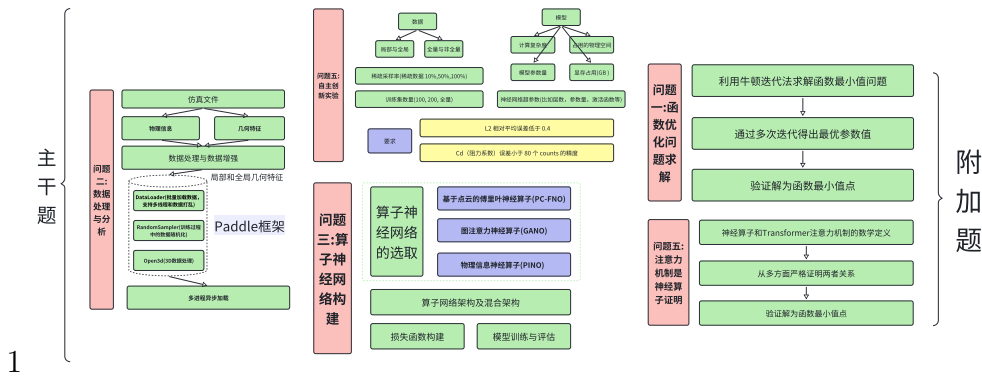 主
干
题
问题
二:数据
处理
与分
析
仿真文件
物理信息
几何特征
数据处理与数据增强
局部和全局几何特征
DataLoader(批量加载数据,
支持多线程和数据打乱)
RandomSampler(训练过程
中的数据随机化)
Open3d(3D数据处理)
Paddle框架
多进程异步加载
问题五:
自主创
新实验
数据
局部与全局
全量与非全量
稀疏采样率(稀疏数据 10%,50%,100%)
训练集数量(100, 200, 全量)
模型
计算复杂度
占用的物理空间
模型参数量
显存占用(GB )
神经网络超参数(比如层数,参数量,激活函数等)
要求
L2 相对平均误差低于 0.4
Cd(阻力系数)误差小于 80 个 counts 的精度
问题
三:算
子神
经网
络构
建
算子神
经网络
的选取
基于点云的傅里叶神经算子(PC-FNO)
图注意力神经算子(GANO)
物理信息神经算子(PINO)
算子网络架构及混合架构
损失函数构建
模型训练与评估
问题
一:函
数优
化问
题求
解
利用牛顿迭代法求解函数最小值问题
通过多次迭代得出最优参数值
验证解为函数最小值点
问题五:
注意力
机制是
神经算
子证明
神经算子和Transformer注意力机制的数学定义
从多方面严格证明两者关系
验证解为函数最小值点
附
加
题
1